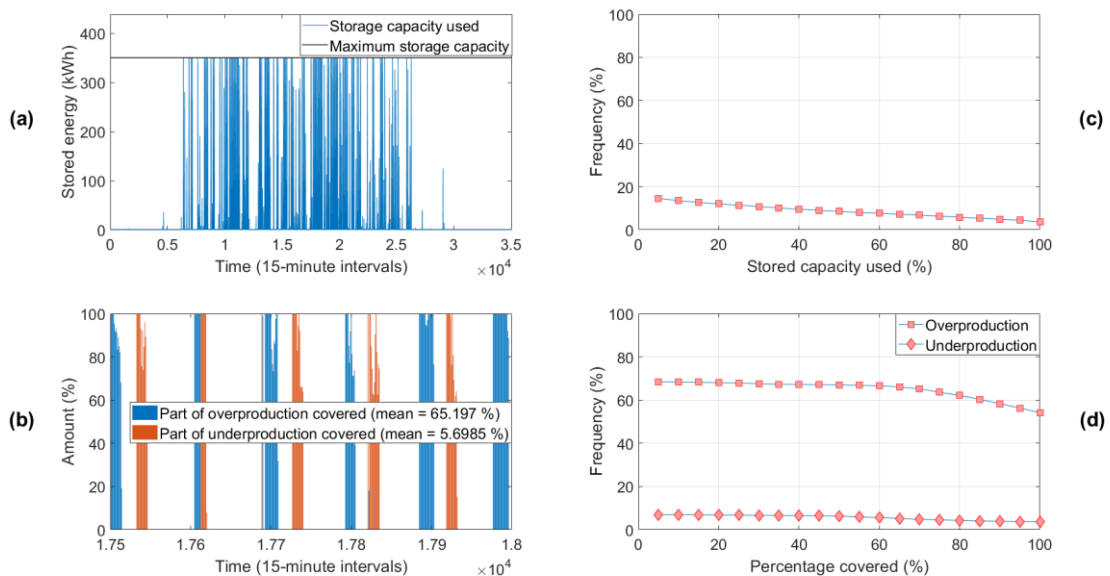 (a)
Stored energy (kWh)
400
300
200
100
0
Storage capacity used
Maximum storage capacity
0 0.5 1 1.5 2 2.5 3 3.5
Time (15-minute intervals) ×10⁴
(c)
Frequency (%)
100
80
60
40
20
0
0 20 40 60 80 100
Stored capacity used (%)
(b)
Amount (%)
100
80
60
40
20
0
Part of overproduction covered (mean = 65.197 %)
Part of underproduction covered (mean = 5.6985 %)
1.75 1.76 1.77 1.78 1.79 1.8
Time (15-minute intervals) ×10⁴
(d)
Frequency (%)
100
80
60
40
20
0
Overproduction
Underproduction
0 20 40 60 80 100
Percentage covered (%)